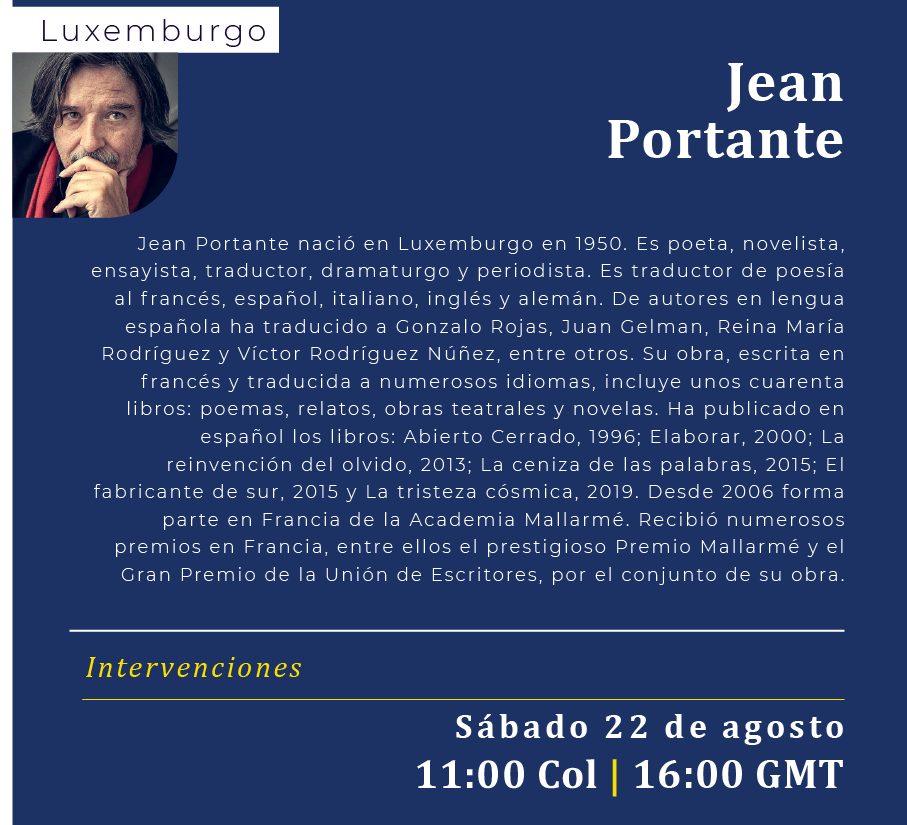 Luxemburgo
Jean
Portante
Jean Portante nació en Luxemburgo en 1950. Es poeta, novelista,
ensayista, traductor, dramaturgo y periodista. Es traductor de poesía
al francés, español, italiano, inglés y alemán. De autores en lengua
española ha traducido a Gonzalo Rojas, Juan Gelman, Reina María
Rodríguez y Víctor Rodríguez Núñez, entre otros. Su obra, escrita en
francés y traducida a numerosos idiomas, incluye unos cuarenta
libros: poemas, relatos, obras teatrales y novelas. Ha publicado en
español los libros: Abierto Cerrado, 1996; Elaborar, 2000; La
reinvención del olvido, 2013; La ceniza de las palabras, 2015; El
fabricante de sur, 2015 y La tristeza cósmica, 2019. Desde 2006 forma
parte en Francia de la Academia Mallarmé. Recibió numerosos
premios en Francia, entre ellos el prestigioso Premio Mallarmé y el
Gran Premio de la Unión de Escritores, por el conjunto de su obra.
Intervenciones
Sábado 22 de agosto
11:00 Col | 16:00 GMT